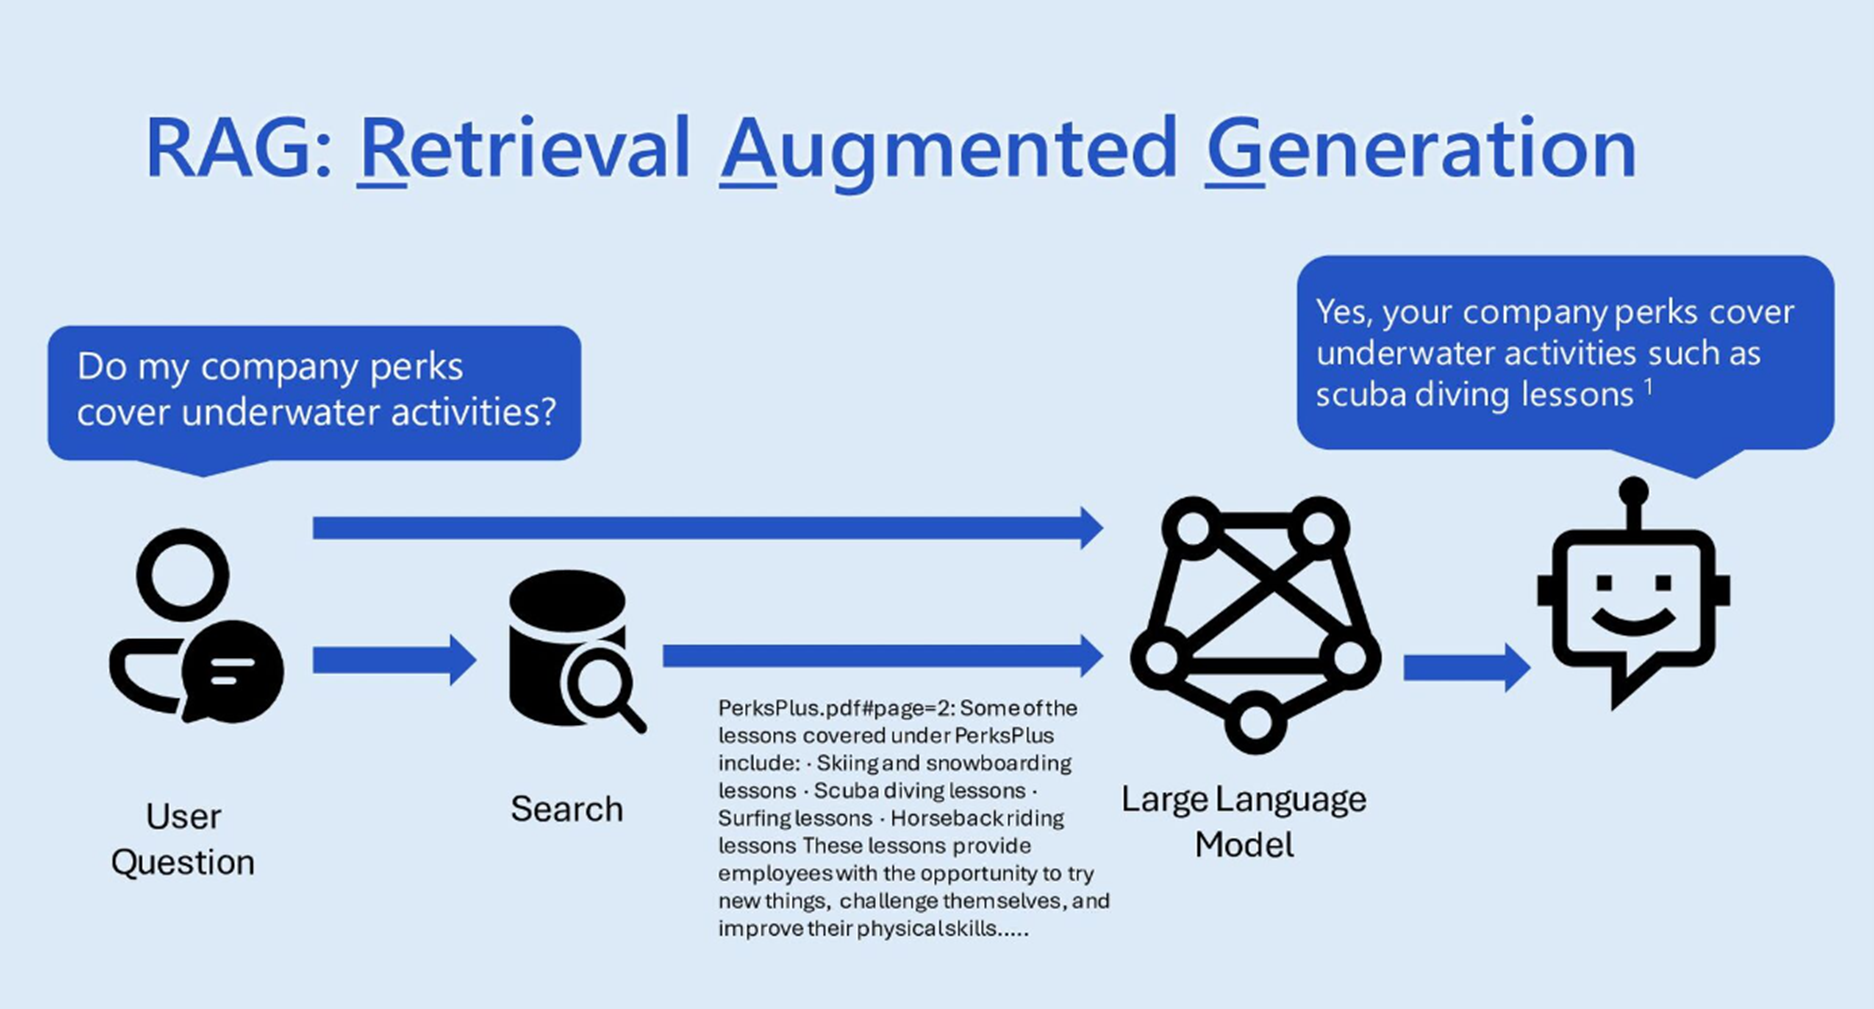 RAG: Retrieval Augmented Generation
Do my company perks
cover underwater activities?
Yes, your company perks cover
underwater activities such as
scuba diving lessons 1
PerksPlus.pdf#page=2: Some of the
lessons covered under PerksPlus
include: · Skiing and snowboarding
lessons · Scuba diving lessons ·
Surfing lessons · Horseback riding
lessons These lessons provide
employees with the opportunity to try
new things, challenge themselves, and
improve their physical skills.....
User
Question
Search
Large Language
Model